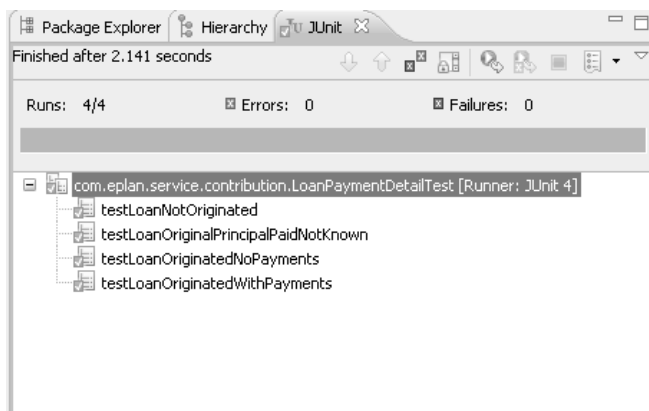 Package Explorer Hierarchy JU JUnit
Finished after 2.141 seconds
Runs: 4/4 Errors: 0 Failures: 0
com.eplan.service.contribution.LoanPaymentDetailTest [Runner: JUnit 4]
testLoanNotOriginated
testLoanOriginalPrincipalPaidNotKnown
testLoanOriginatedNoPayments
testLoanOriginatedWithPayments